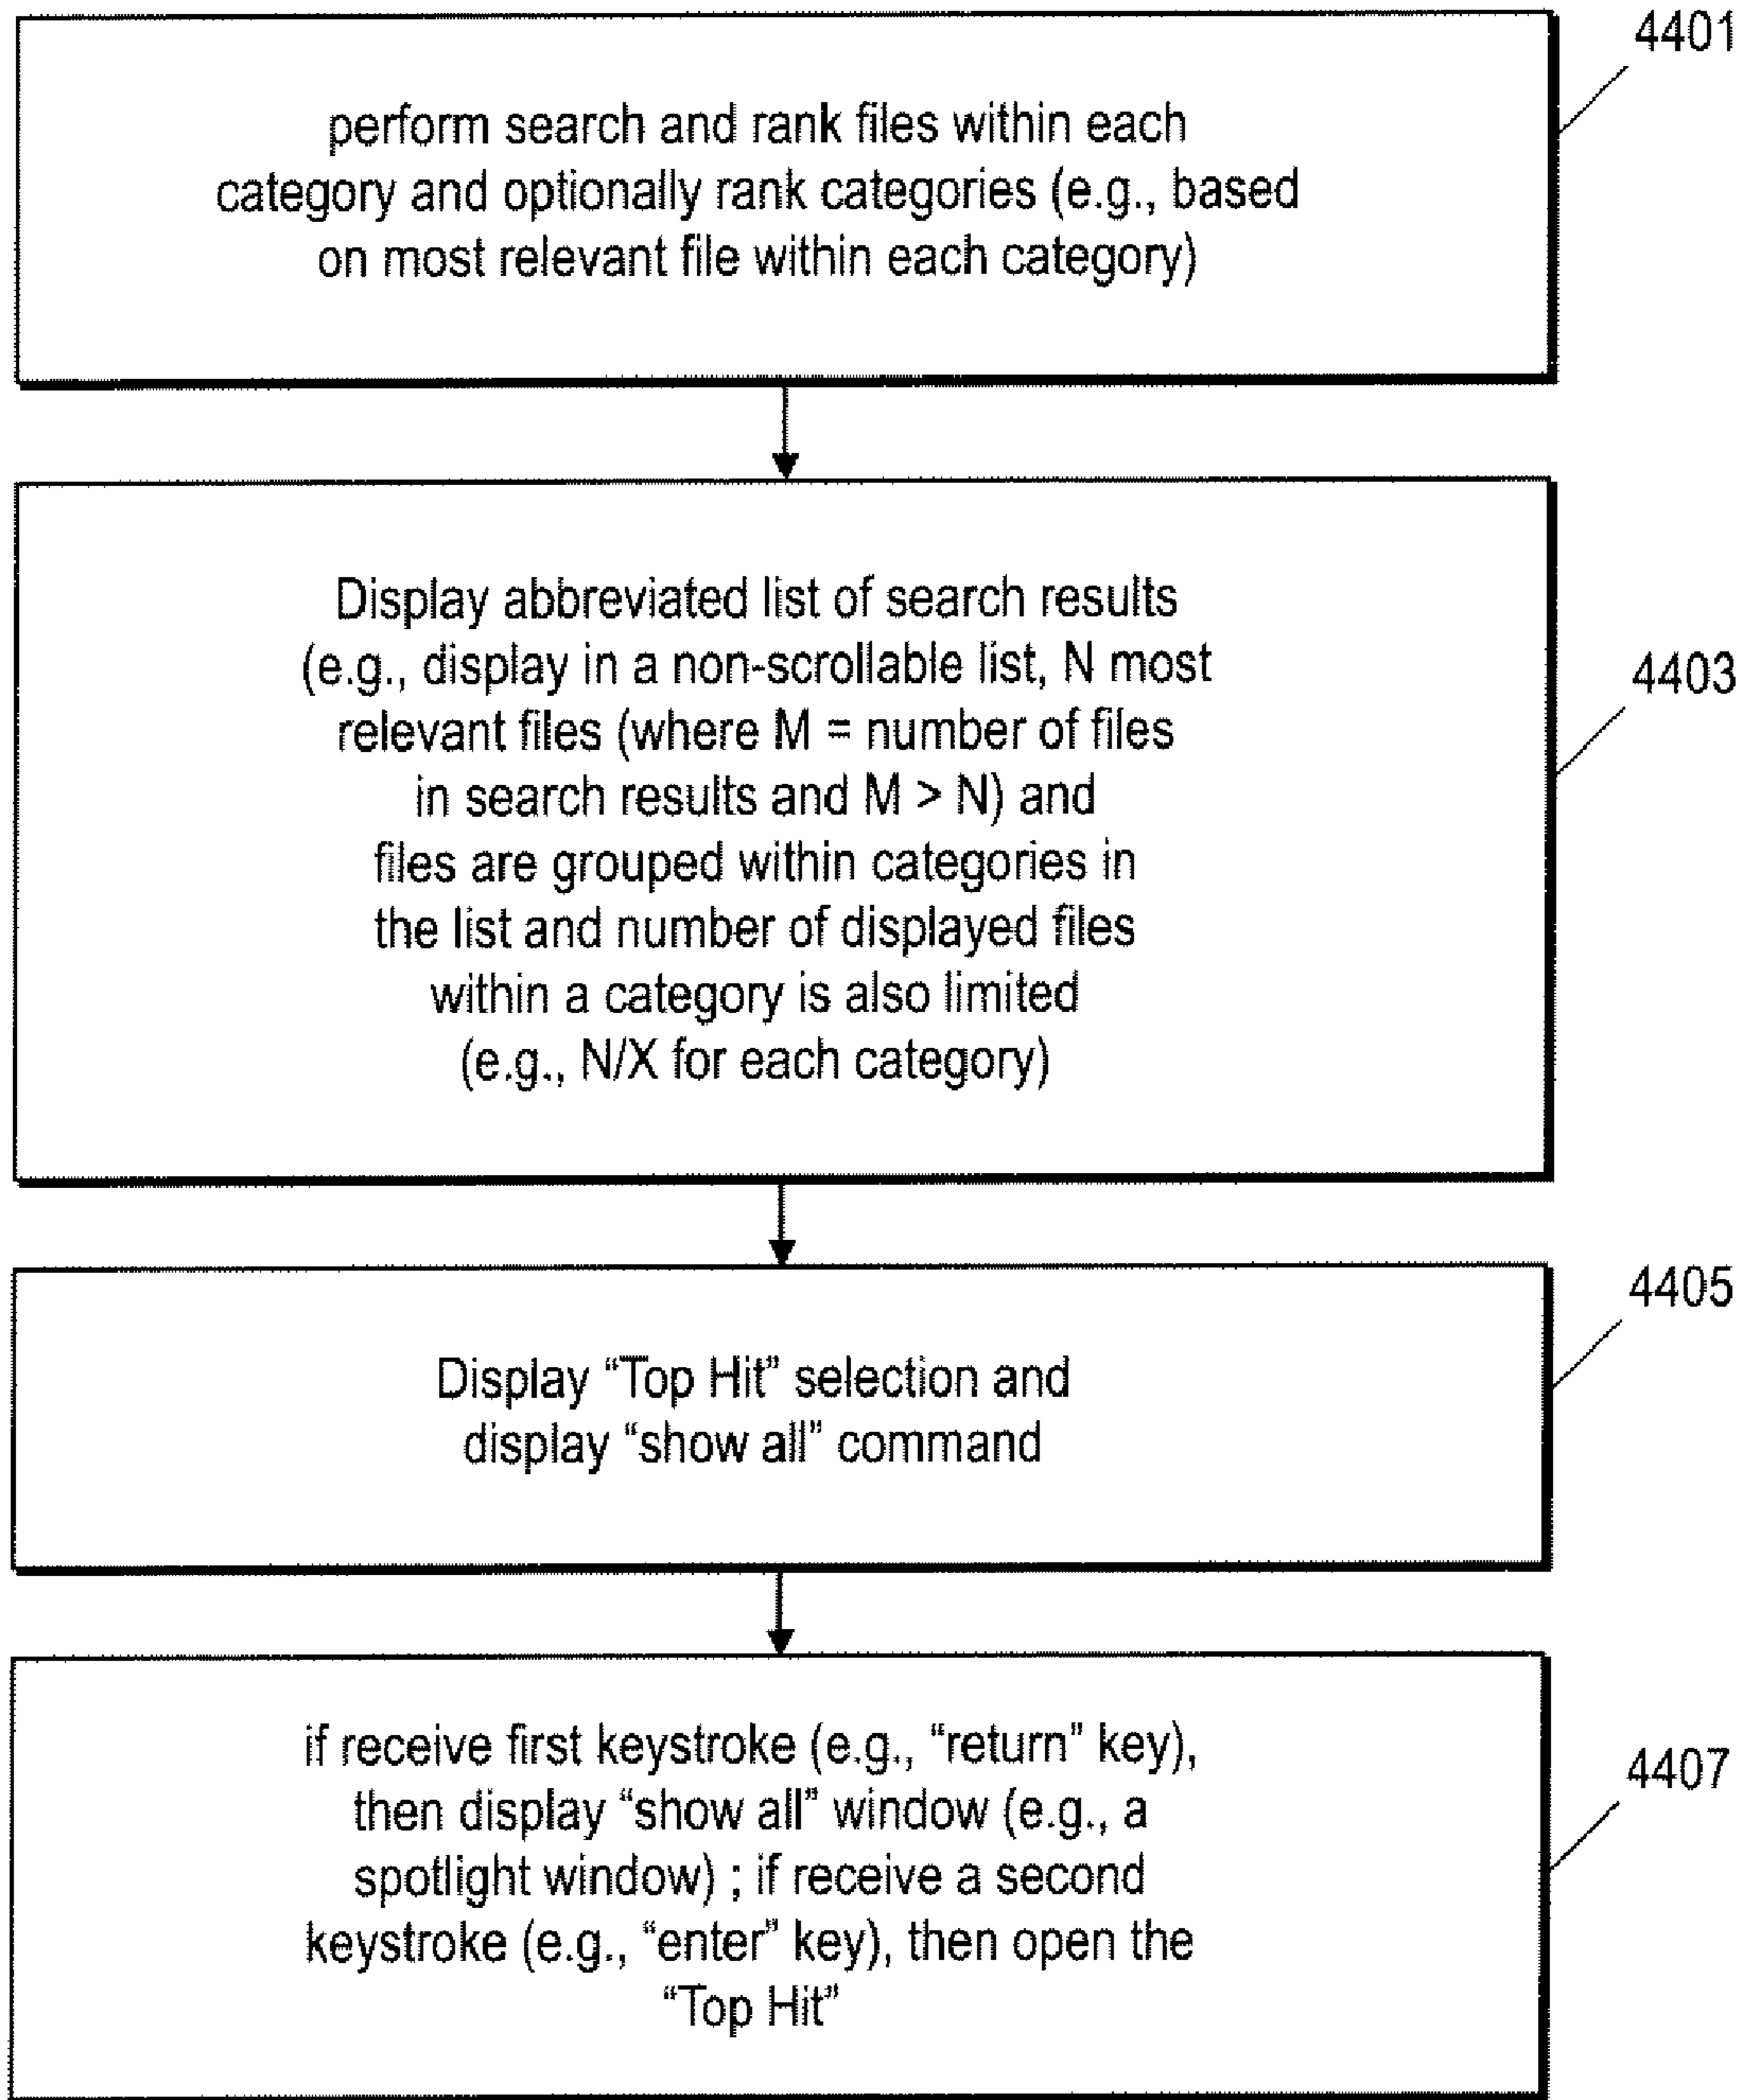 4401
perform search and rank files within each
category and optionally rank categories (e.g., based
on most relevant file within each category)
Display abbreviated list of search results
(e.g., display in a non-scrollable list, N most
relevant files (where M = number of files
in search results and M > N) and
files are grouped within categories in
the list and number of displayed files
within a category is also limited
(e.g., N/X for each category)
4403
4405
Display “Top Hit” selection and
display “show all” command
if receive first keystroke (e.g., “return” key),
then display “show all” window (e.g., a
spotlight window) ; if receive a second
keystroke (e.g., “enter” key), then open the
“Top Hit”
4407